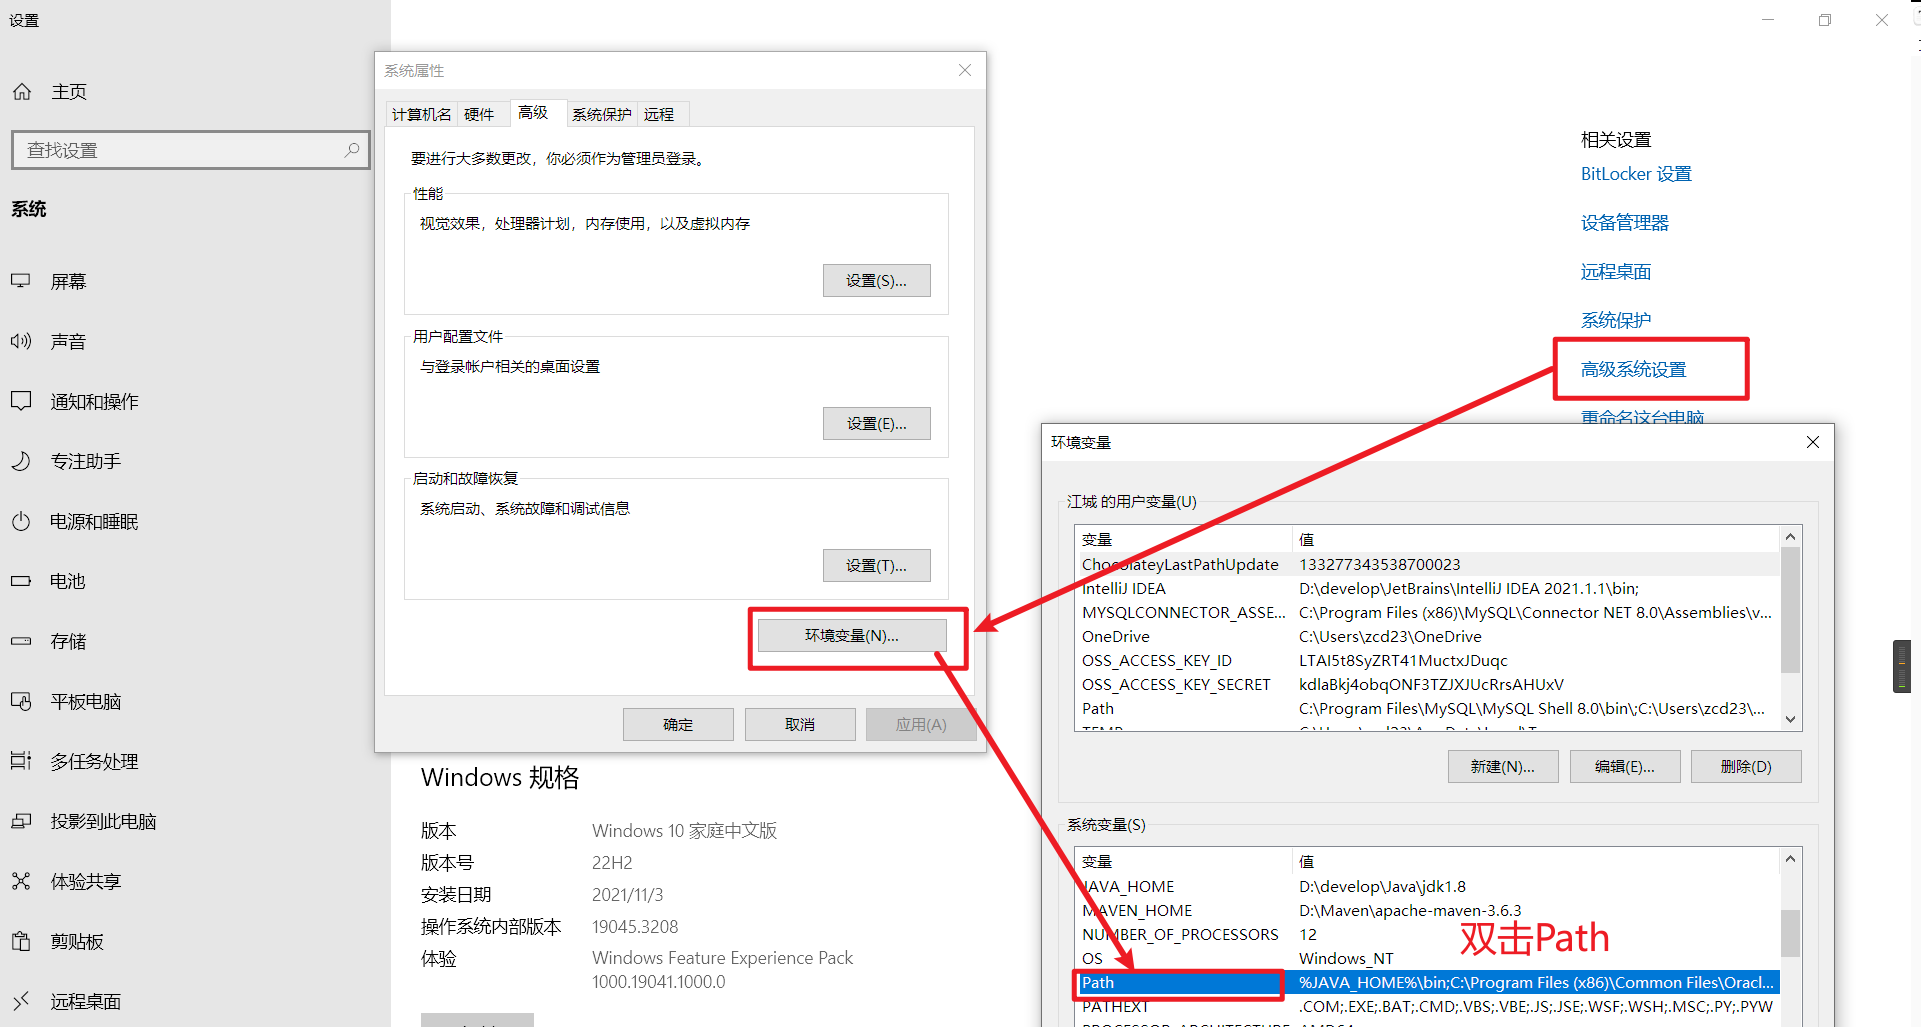 设置
主页
查找设置
系统
屏幕
声音
通知和操作
专注助手
电源和睡眠
电池
存储
平板电脑
多任务处理
投影到此电脑
体验共享
剪贴板
远程桌面
系统属性
计算机名 硬件 高级 系统保护 远程
要进行大多数更改，你必须作为管理员登录。
性能
视觉效果，处理器计划，内存使用，以及虚拟内存
设置(S)...
用户配置文件
与登录帐户相关的桌面设置
设置(E)...
启动和故障恢复
系统启动、系统故障和调试信息
设置(T)...
环境变量(N)...
确定 取消 应用(A)
Windows 规格
版本 Windows 10 家庭中文版
版本号 22H2
安装日期 2021/11/3
操作系统内部版本 19045.3208
体验 Windows Feature Experience Pack
1000.19041.1000.0
相关设置
BitLocker 设置
设备管理器
远程桌面
系统保护
高级系统设置
重命名这台电脑
环境变量
江城 的用户变量(U)
变量 值
ChocolateyLastPathUpdate 133277343538700023
IntelliJ IDEA D:\develop\JetBrains\IntelliJ IDEA 2021.1.1\bin;
MYSQLCONNECTOR_ASSE... C:\Program Files (x86)\MySQL\Connector NET 8.0\Assemblies\v...
OneDrive C:\Users\zcd23\OneDrive
OSS_ACCESS_KEY_ID LTAI5t8SyZRT41MuctxJDuqc
OSS_ACCESS_KEY_SECRET kdlaBkj4obqONF3TZJXJUcRrsAHUxV
Path C:\Program Files\MySQL\MySQL Shell 8.0\bin\;C:\Users\zcd23\...
新建(N)... 编辑(E)... 删除(D)
系统变量(S)
变量 值
JAVA_HOME D:\develop\Java\jdk1.8
MAVEN_HOME D:\Maven\apache-maven-3.6.3
NUMBER_OF_PROCESSORS 12
OS Windows_NT
双击Path
Path %JAVA_HOME%\bin;C:\Program Files (x86)\Common Files\Oracl...
PATHEXT .COM;.EXE;.BAT;.CMD;.VBS;.VBE;.JS;.JSE;.WSF;.WSH;.MSC;.PY;.PYW